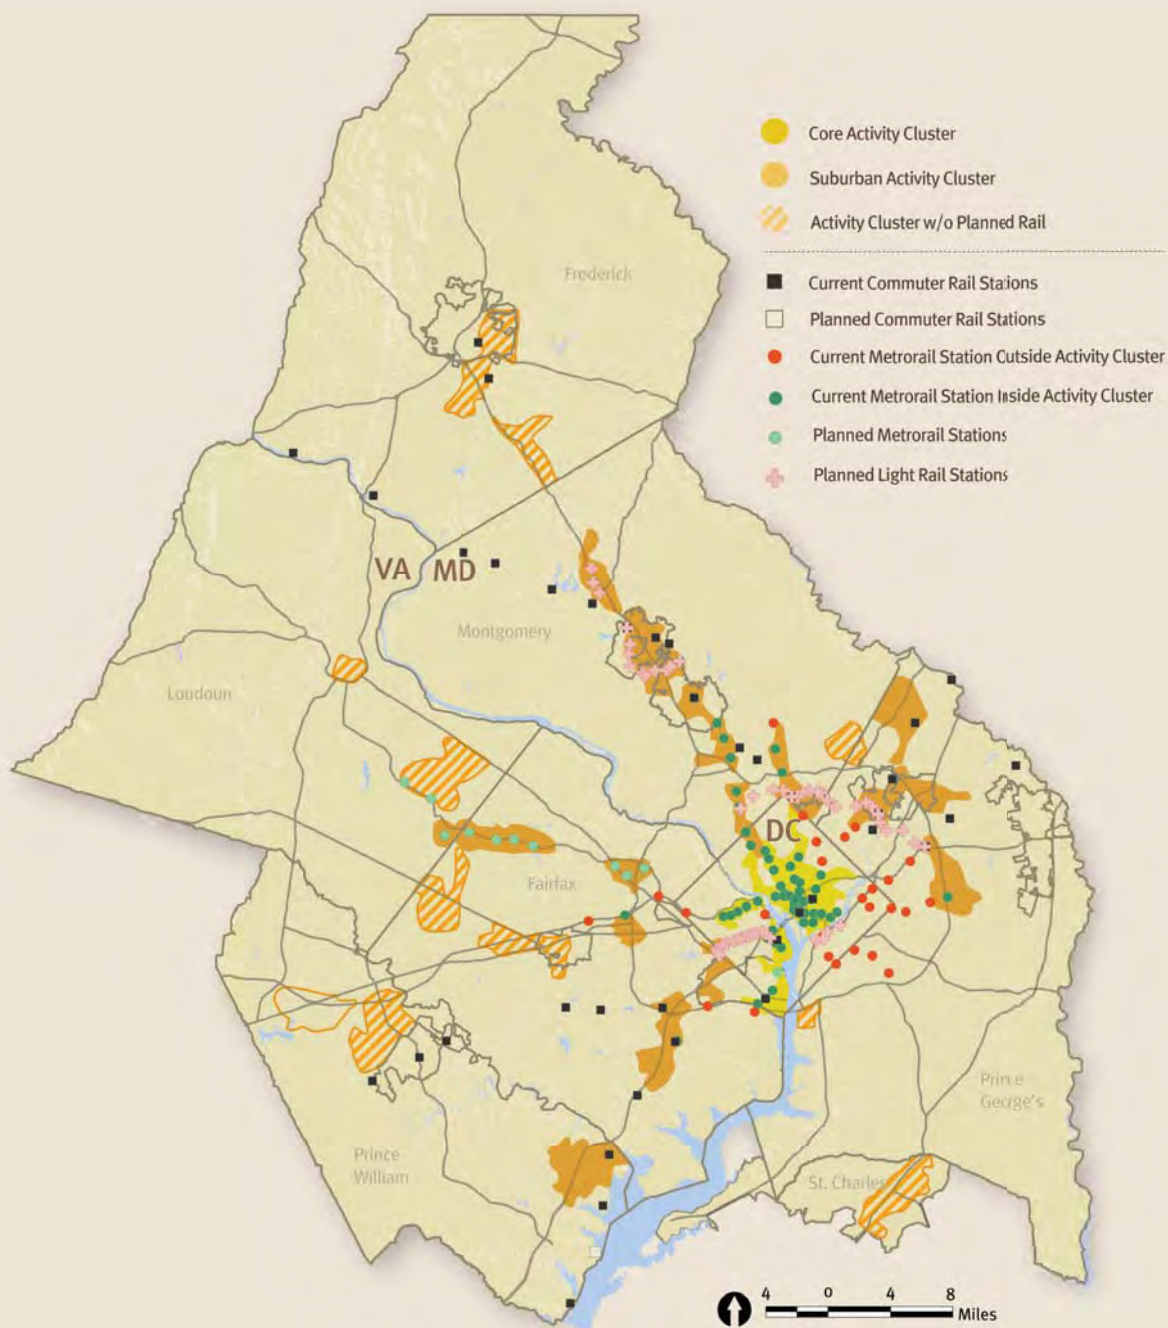 Core Activity Cluster
Suburban Activity Cluster
Activity Cluster w/o Planned Rail
Current Commuter Rail Stations
Planned Commuter Rail Stations
Current Metrorail Station Outside Activity Cluster
Current Metrorail Station Inside Activity Cluster
Planned Metrorail Stations
Planned Light Rail Stations
Frederick
VA MD
Montgomery
Loudoun
DC
Fairfax
Prince
George's
Prince
William
St. Charles
4 0 4 8
Miles